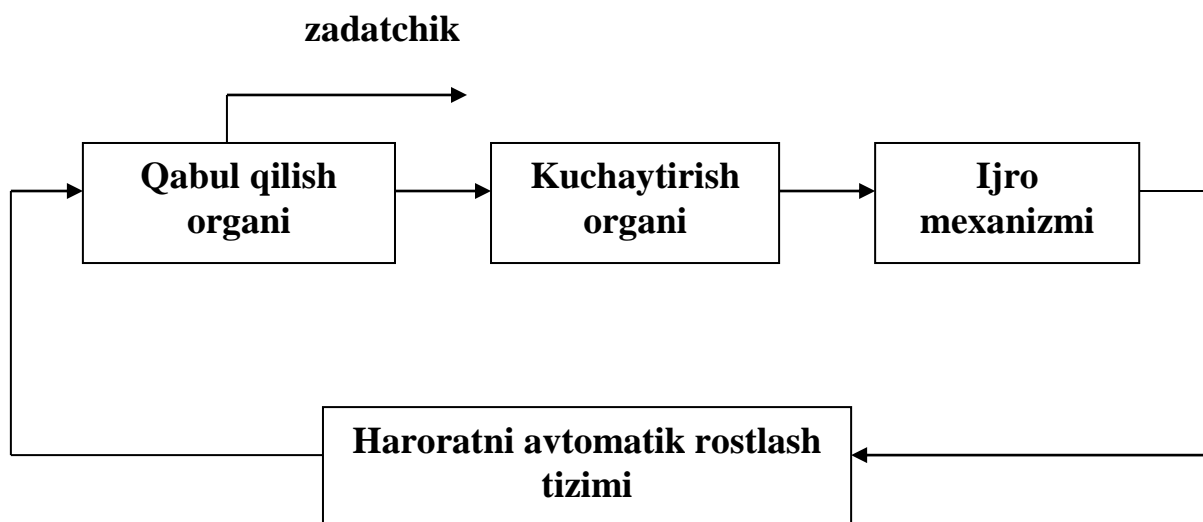 zadatchik
Qabul qilish
organi
Kuchaytirish
organi
Ijro
mexanizmi
Haroratni avtomatik rostlash
tizimi